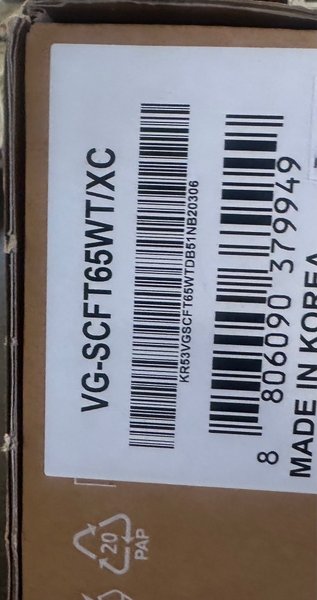 VG-SCFT65WT/XC
KR53VGSCFT65WTDB51NB20306
8 806090 379949
MADE IN KOREA
20
PAP